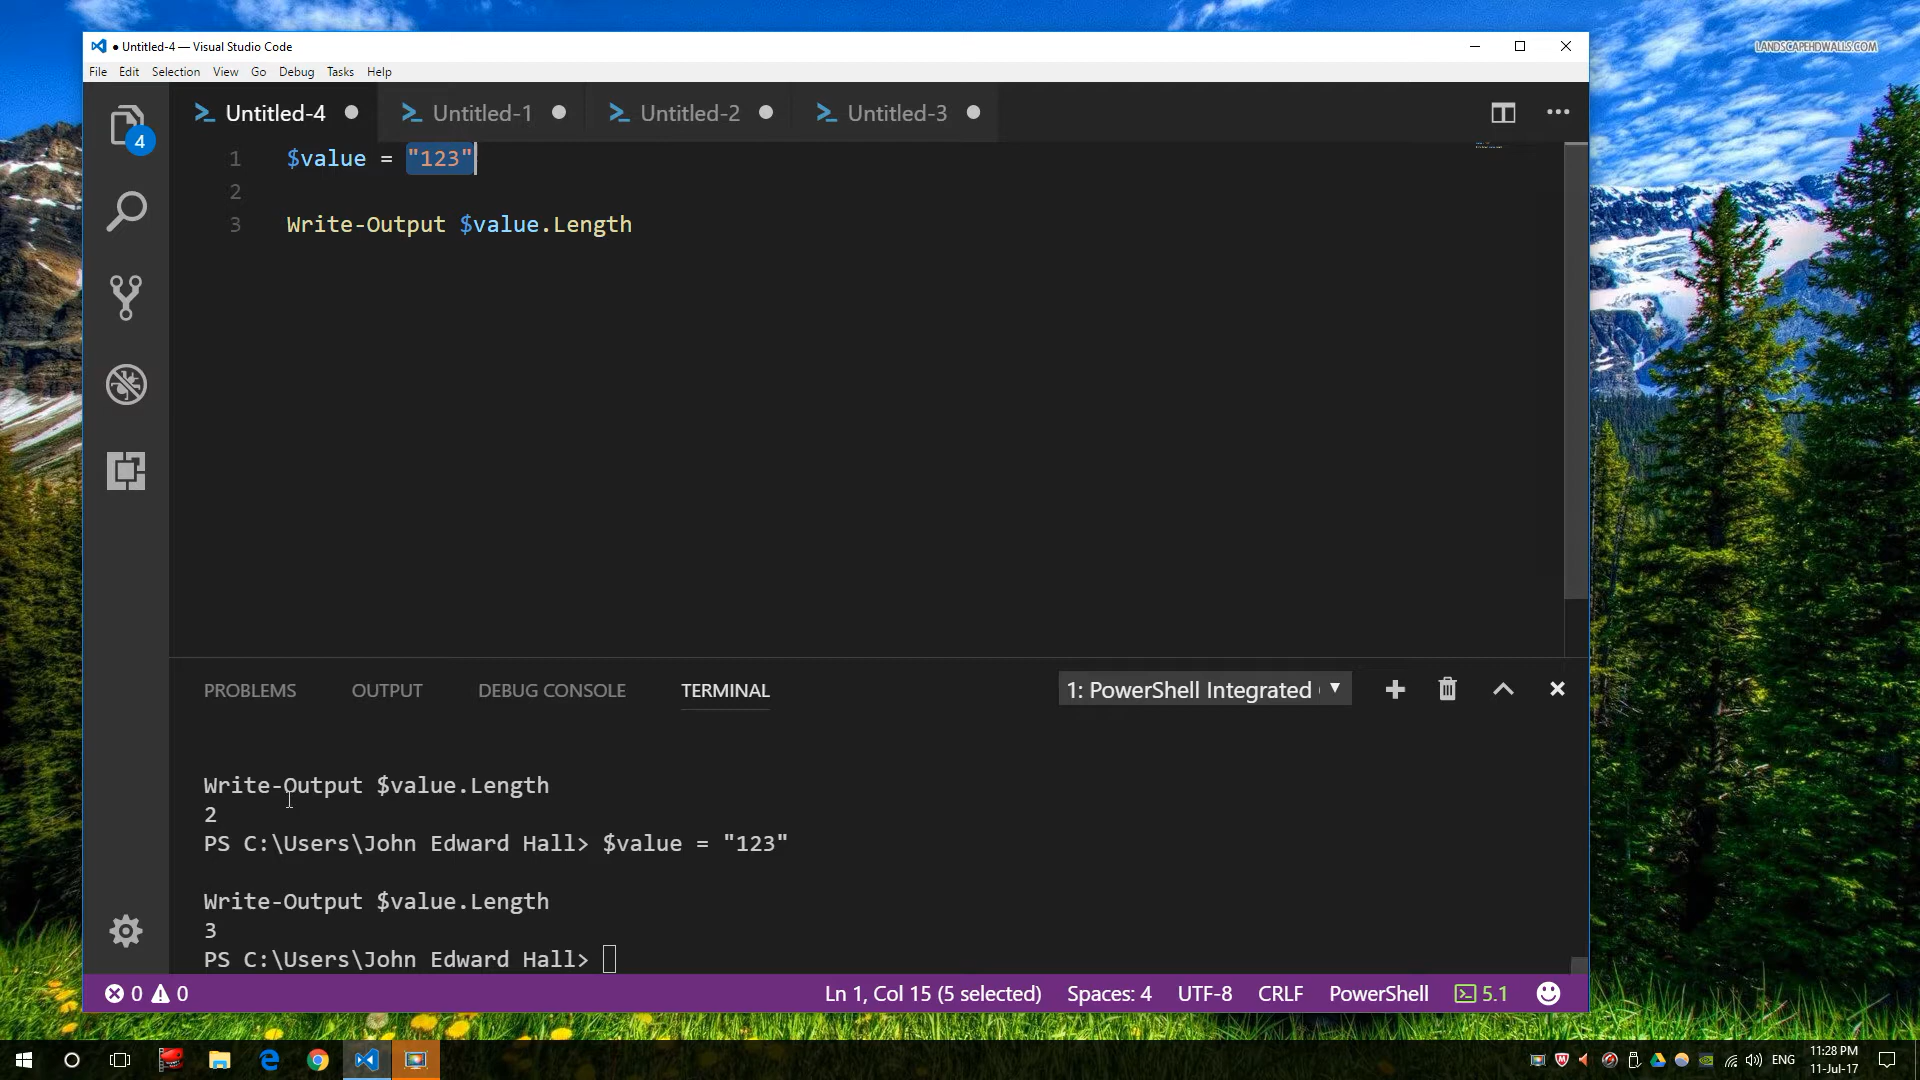 ● Untitled-4 — Visual Studio Code
LANDSCAPEHDWALLS.COM
File Edit Selection View Go Debug Tasks Help
Untitled-4 ● Untitled-1 ● Untitled-2 ● Untitled-3 ●
4
1 $value = "123"
2
3 Write-Output $value.Length
PROBLEMS OUTPUT DEBUG CONSOLE TERMINAL 1: PowerShell Integrated
Write-Output $value.Length
2
PS C:\Users\John Edward Hall> $value = "123"
Write-Output $value.Length
3
PS C:\Users\John Edward Hall>
0 0 Ln 1, Col 15 (5 selected) Spaces: 4 UTF-8 CRLF PowerShell 5.1
ENG 11:28 PM
11-Jul-17